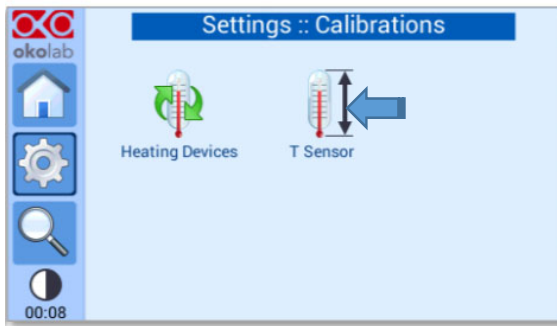 Settings :: Calibrations
okolab
Heating Devices
T Sensor
00:08